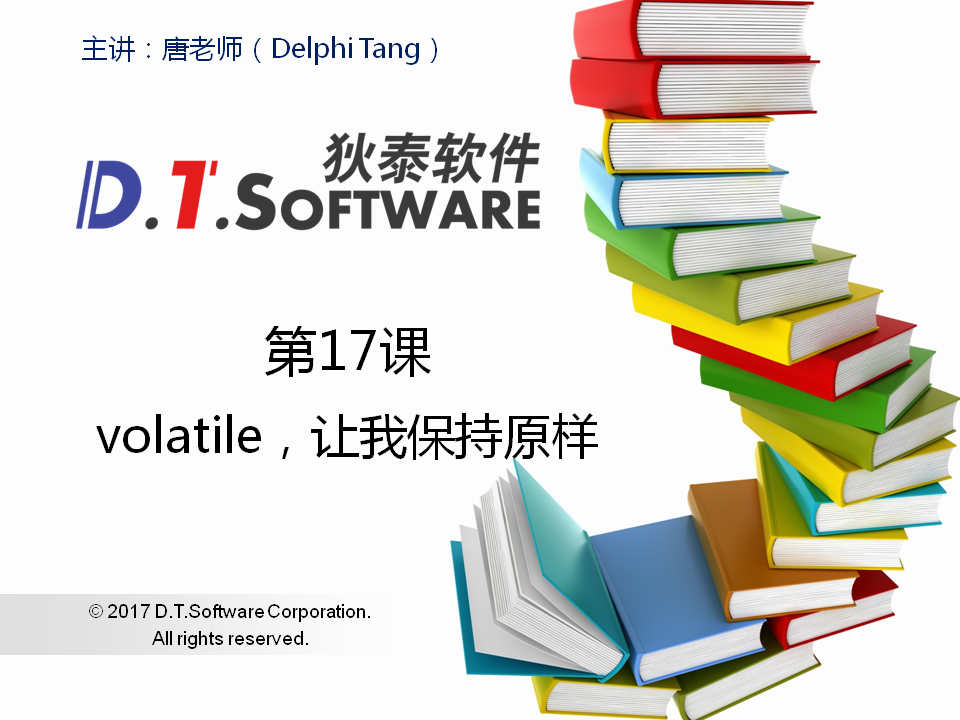 主讲：唐老师（Delphi Tang）
狄泰软件
D.T.SOFTWARE
第17课
volatile，让我保持原样
© 2017 D.T.Software Corporation.
All rights reserved.